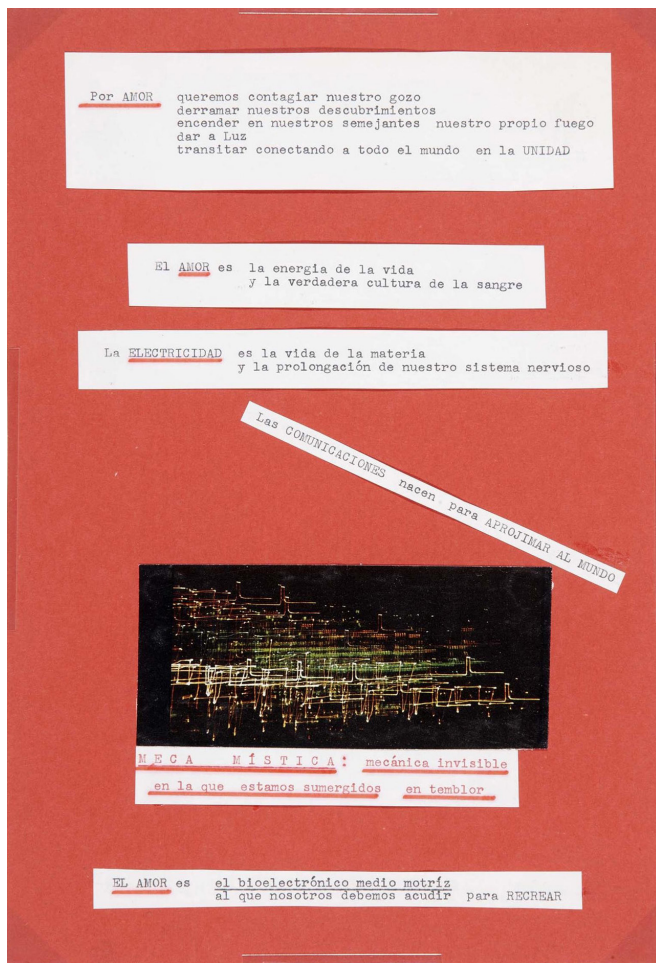 Por AMOR queremos contagiar nuestro gozo
derramar nuestros descubrimientos
encender en nuestros semejantes nuestro propio fuego
dar a Luz
transitar conectando a todo el mundo en la UNIDAD
El AMOR es la energia de la vida
y la verdadera cultura de la sangre
La ELECTRICIDAD es la vida de la materia
y la prolongación de nuestro sistema nervioso
Las COMUNICACIONES nacen para APROJIMAR AL MUNDO
MECA MÍSTICA: mecánica invisible
en la que estamos sumergidos en temblor
EL AMOR es el bioelectrónico medio motríz
al que nosotros debemos acudir para RECREAR